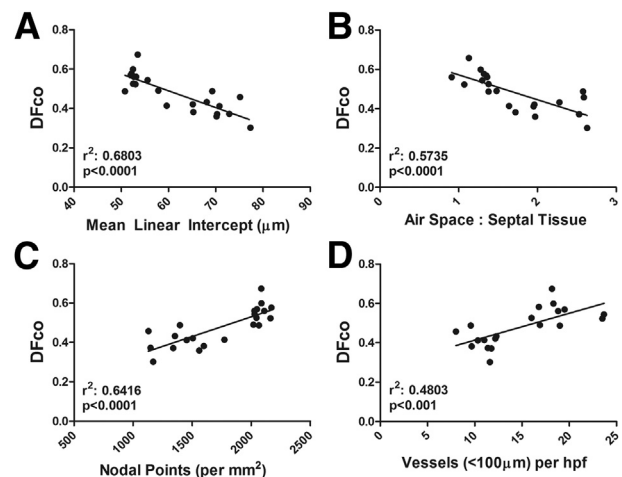 A
DFco
0.8
0.6
0.4
0.2
0.0
r²: 0.6803
p<0.0001
40 50 60 70 80 90
Mean Linear Intercept (μm)
B
DFco
0.8
0.6
0.4
0.2
0.0
r²: 0.5735
p<0.0001
0 1 2 3
Air Space : Septal Tissue
C
DFco
0.8
0.6
0.4
0.2
0.0
r²: 0.6416
p<0.0001
500 1000 1500 2000 2500
Nodal Points (per mm²)
D
DFco
0.8
0.6
0.4
0.2
0.0
r²: 0.4803
p<0.001
0 5 10 15 20 25
Vessels (<100μm) per hpf